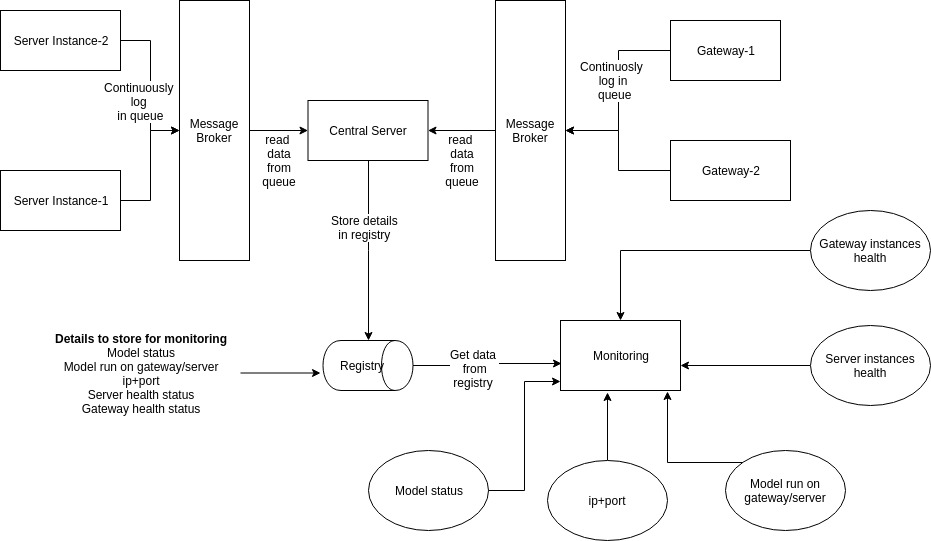 Server Instance-2
Continuously
log
in queue
Server Instance-1
Message
Broker
read
data
from
queue
Central Server
read
data
from
queue
Message
Broker
Continuosly
log in
queue
Gateway-1
Gateway-2
Store details
in registry
Gateway instances
health
Details to store for monitoring
Model status
Model run on gateway/server
ip+port
Server health status
Gateway health status
Registry
Get data
from
registry
Monitoring
Server instances
health
Model status
ip+port
Model run on
gateway/server